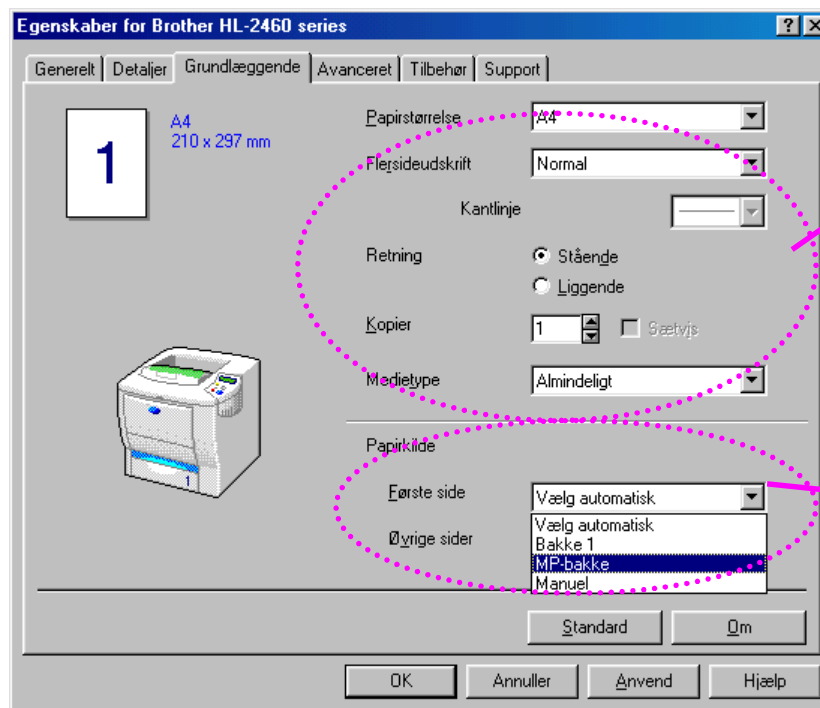 Egenskaber for Brother HL-2460 series
Generelt Detaljer Grundlæggende Avanceret Tilbehør Support
1
A4
210 x 297 mm
Papirstørrelse A4
Flersideudskrift Normal
Kantlinje
Retning Stående
Liggende
Kopier 1 Sætvis
Medietype Almindeligt
Papirkilde
Første side Vælg automatisk
Vælg automatisk
Øvrige sider Bakke 1
MP-bakke
Manuel
1
Standard Om
OK Annuller Anvend Hjælp